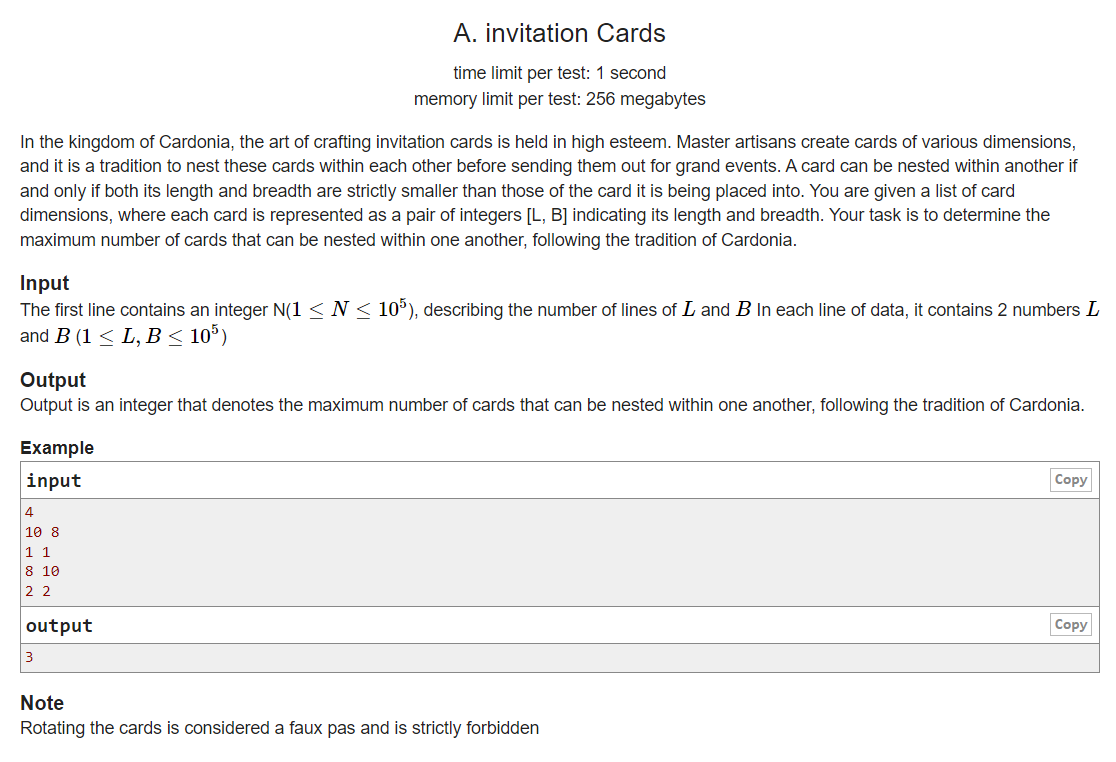 A. invitation Cards
time limit per test: 1 second
memory limit per test: 256 megabytes
In the kingdom of Cardonia, the art of crafting invitation cards is held in high esteem. Master artisans create cards of various dimensions,
and it is a tradition to nest these cards within each other before sending them out for grand events. A card can be nested within another if
and only if both its length and breadth are strictly smaller than those of the card it is being placed into. You are given a list of card
dimensions, where each card is represented as a pair of integers [L, B] indicating its length and breadth. Your task is to determine the
maximum number of cards that can be nested within one another, following the tradition of Cardonia.
Input
The first line contains an integer N(1 ≤ N ≤ 10⁵), describing the number of lines of L and B In each line of data, it contains 2 numbers L
and B (1 ≤ L, B ≤ 10⁵)
Output
Output is an integer that denotes the maximum number of cards that can be nested within one another, following the tradition of Cardonia.
Example
input Copy
4
10 8
1 1
8 10
2 2
output Copy
3
Note
Rotating the cards is considered a faux pas and is strictly forbidden